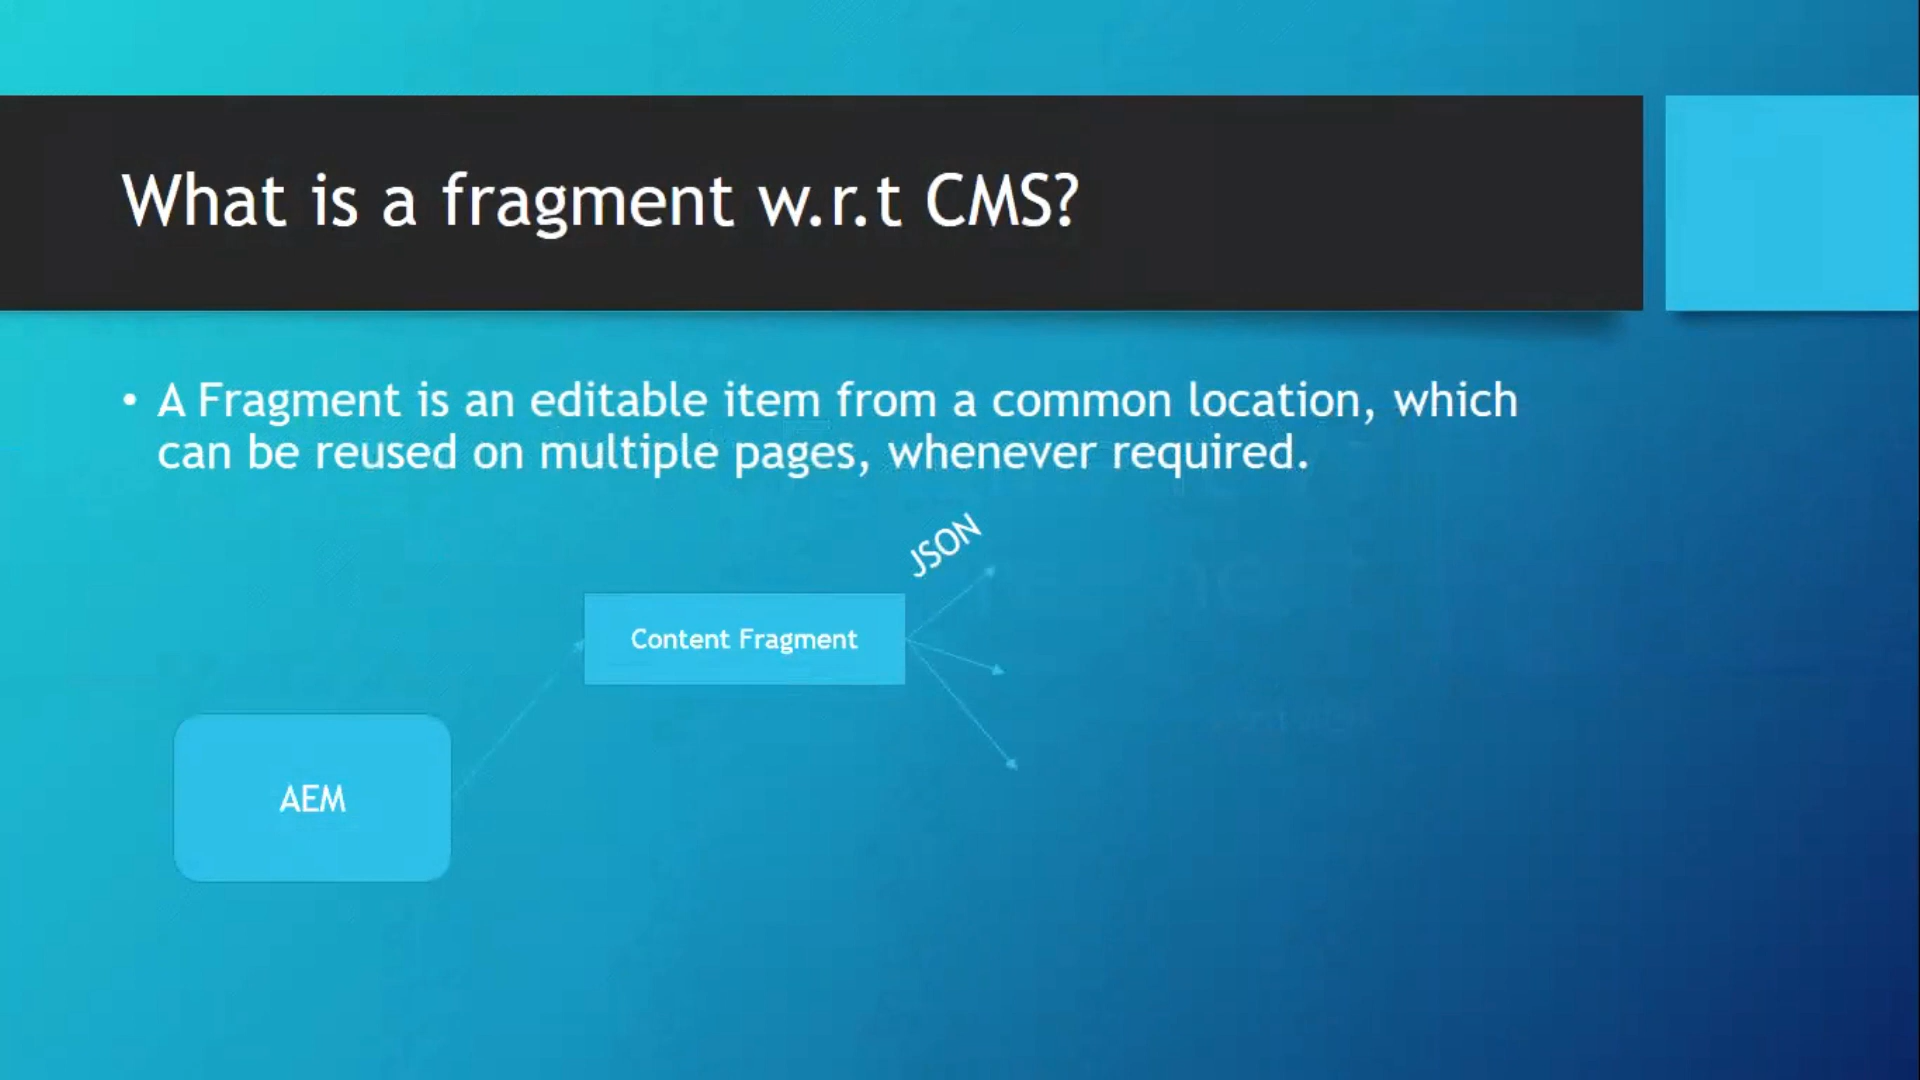 What is a fragment w.r.t CMS?
• A Fragment is an editable item from a common location, which
can be reused on multiple pages, whenever required.
JSON
Content Fragment
AEM